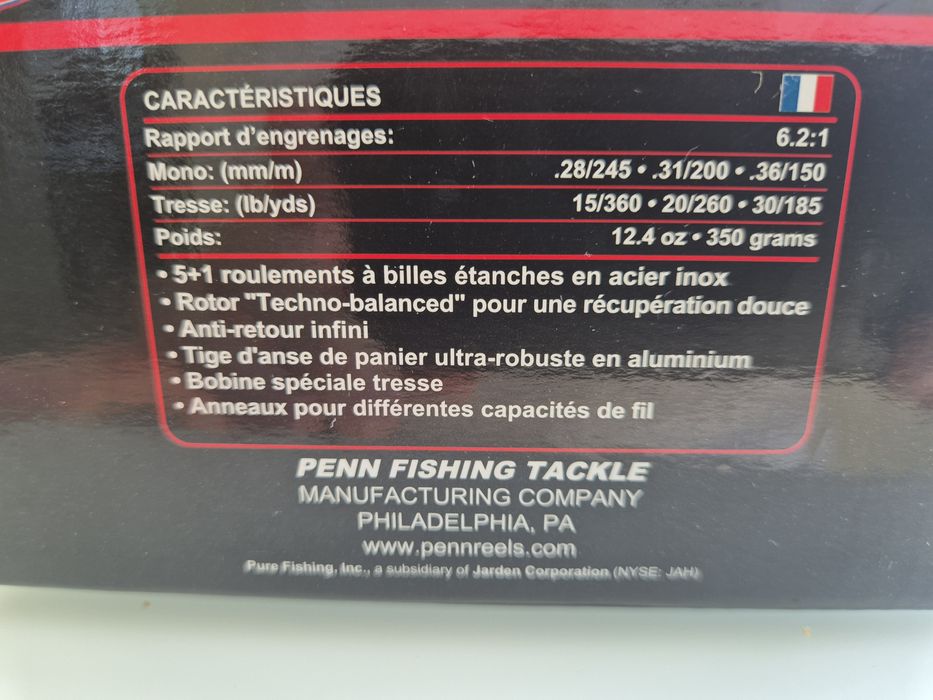 CARACTÉRISTIQUES
Rapport d'engrenages: 6.2:1
Mono: (mm/m) .28/245 • .31/200 • .36/150
Tresse: (lb/yds) 15/360 • 20/260 • 30/185
Poids: 12.4 oz • 350 grams
• 5+1 roulements à billes étanches en acier inox
• Rotor "Techno-balanced" pour une récupération douce
• Anti-retour infini
• Tige d'anse de panier ultra-robuste en aluminium
• Bobine spéciale tresse
• Anneaux pour différentes capacités de fil
PENN FISHING TACKLE
MANUFACTURING COMPANY
PHILADELPHIA, PA
www.pennreels.com
Pure Fishing, Inc., a subsidiary of Jarden Corporation (NYSE: JAH)